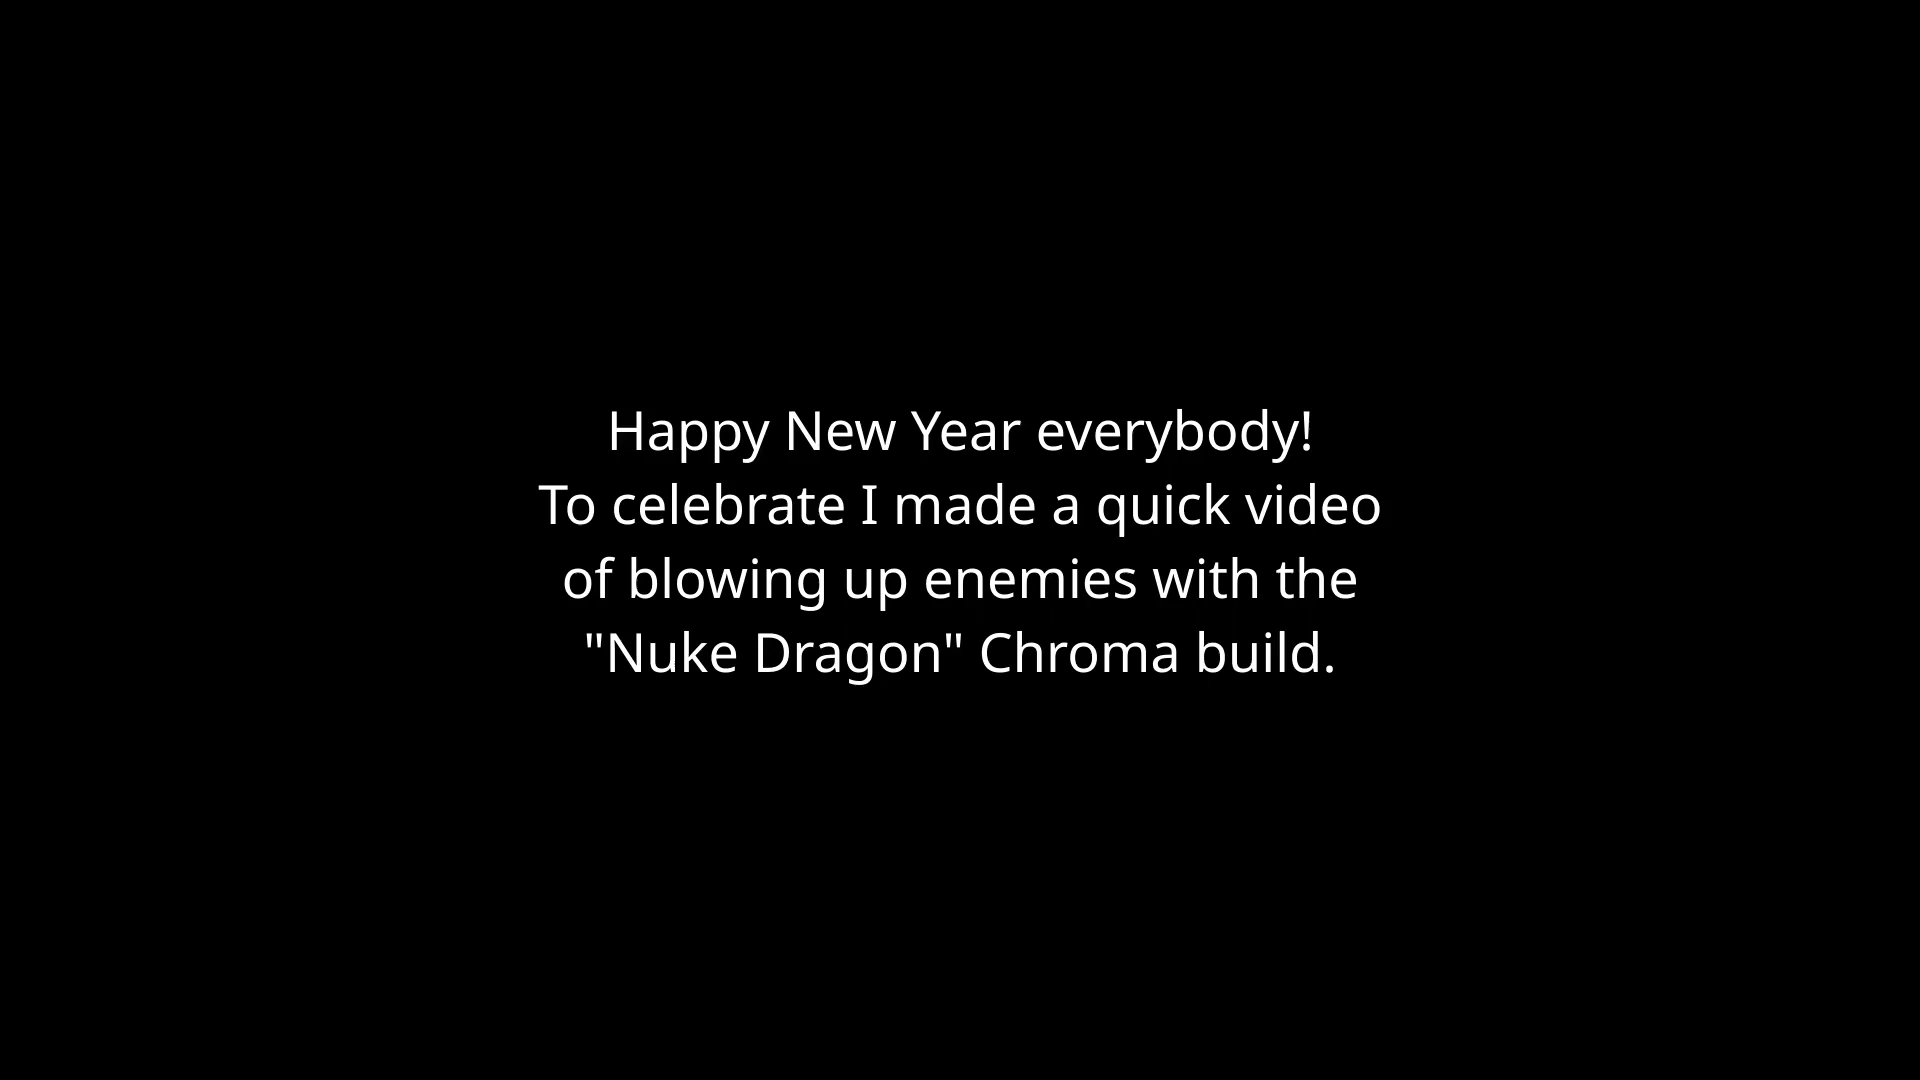 Happy New Year everybody!
To celebrate I made a quick video
of blowing up enemies with the
"Nuke Dragon" Chroma build.